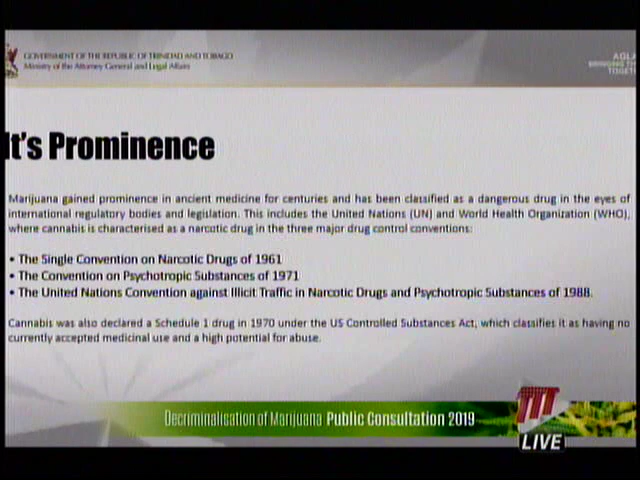 GOVERNMENT OF THE REPUBLIC OF TRINIDAD AND TOBAGO
Ministry of the Attorney General and Legal Affairs
AGLA
BRINGING TH
TOGETH
It's Prominence
Marijuana gained prominence in ancient medicine for centuries and has been classified as a dangerous drug in the eyes of
international regulatory bodies and legislation. This includes the United Nations (UN) and World Health Organization (WHO),
where cannabis is characterised as a narcotic drug in the three major drug control conventions:
• The Single Convention on Narcotic Drugs of 1961
• The Convention on Psychotropic Substances of 1971
• The United Nations Convention against Illicit Traffic in Narcotic Drugs and Psychotropic Substances of 1988.
Cannabis was also declared a Schedule 1 drug in 1970 under the US Controlled Substances Act, which classifies it as having no
currently accepted medicinal use and a high potential for abuse.
Decriminalisation of Marijuana Public Consultation 2019
TTT
LIVE